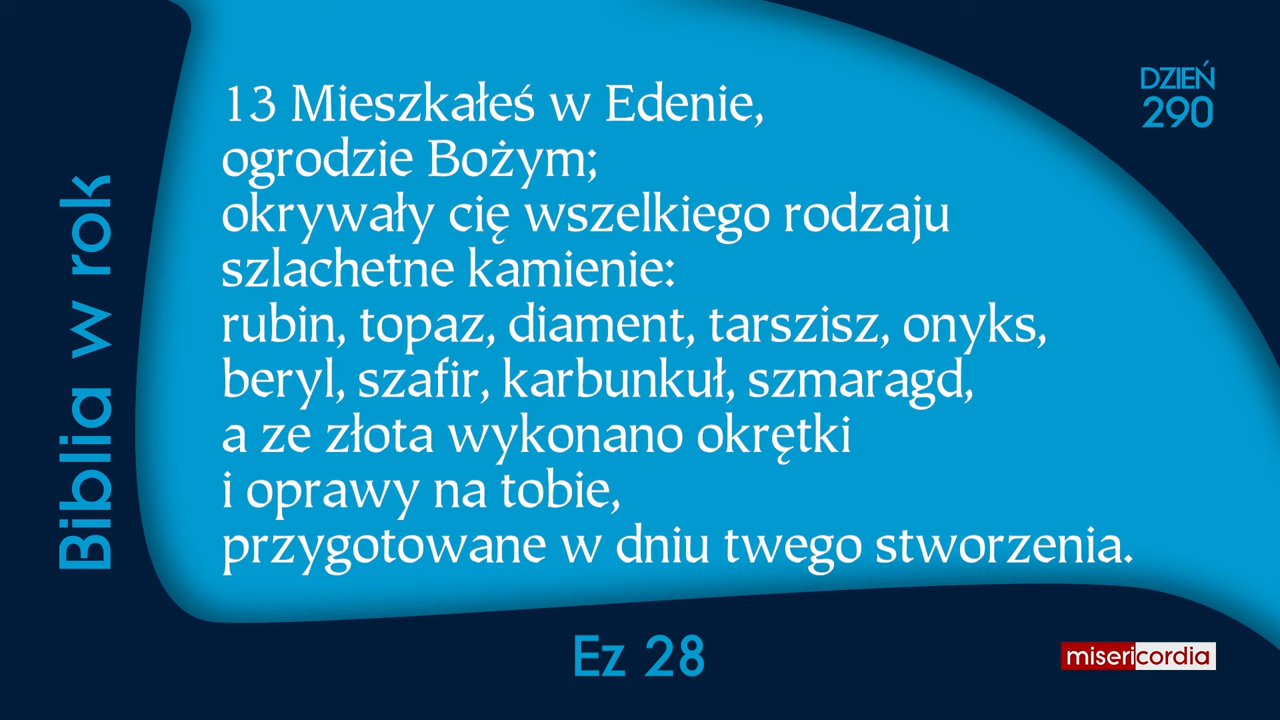 DZIEŃ
290
13 Mieszkałeś w Edenie,
ogrodzie Bożym;
okrywały cię wszelkiego rodzaju
szlachetne kamienie:
rubin, topaz, diament, tarszisz, onyks,
beryl, szafir, karbunkuł, szmaragd,
a ze złota wykonano okrętki
i oprawy na tobie,
przygotowane w dniu twego stworzenia.
Biblia w rok
Ez 28
misericordia